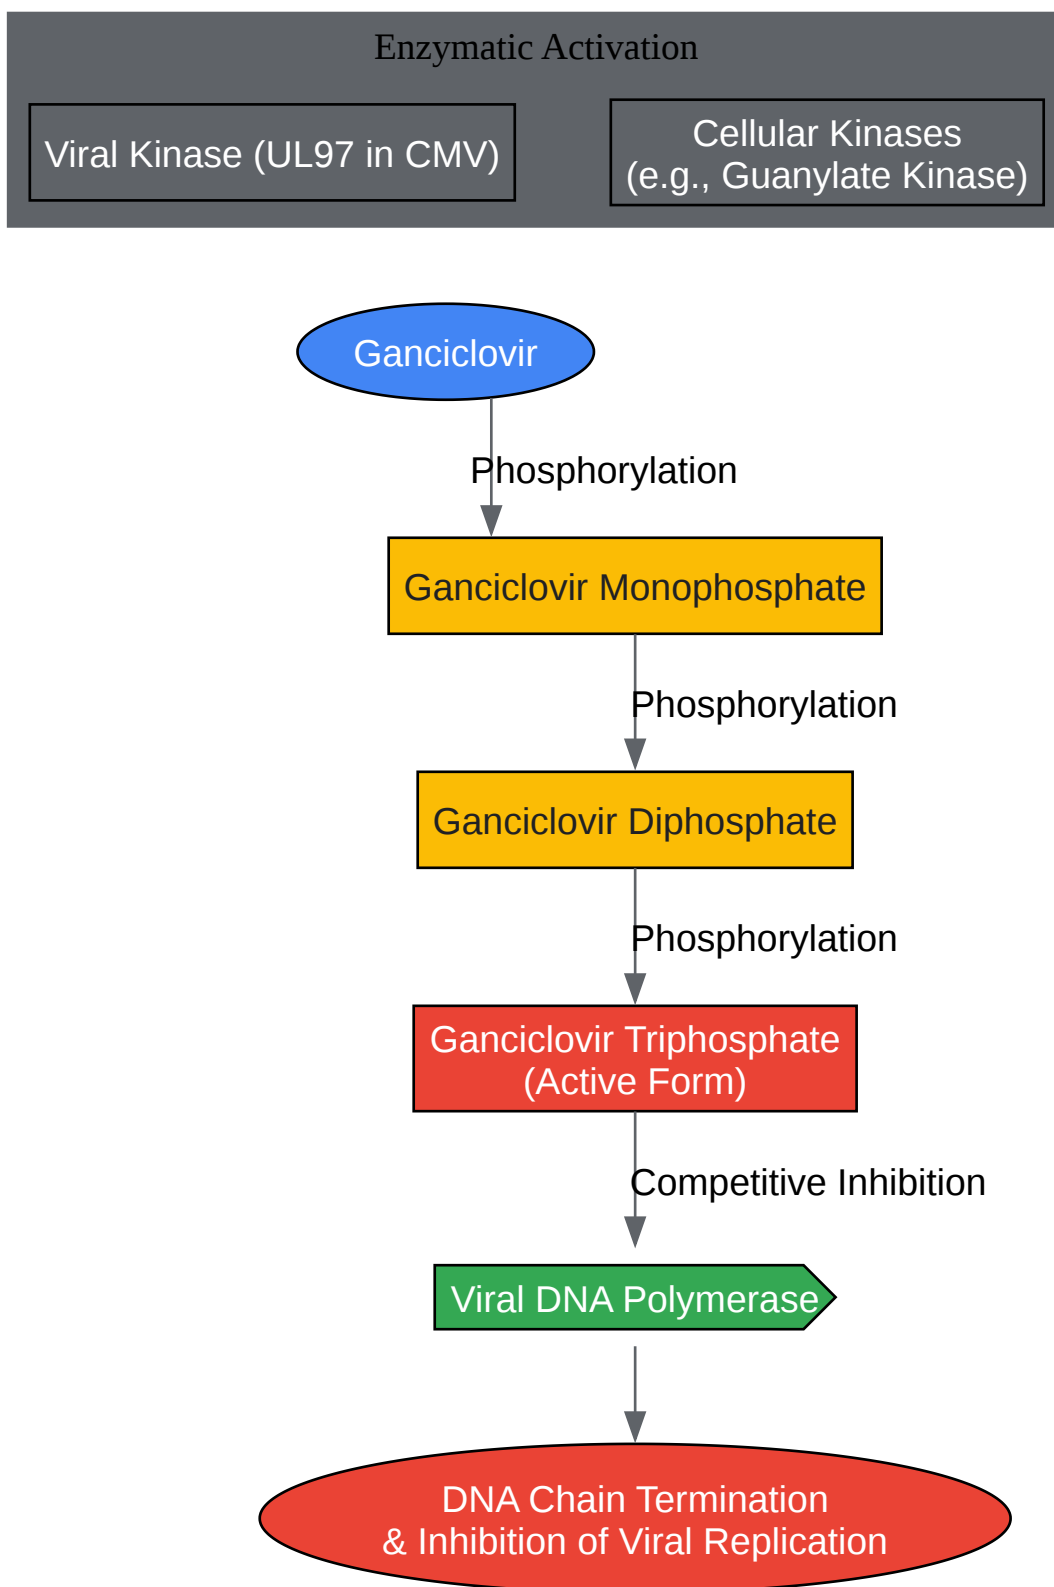 Enzymatic Activation
Viral Kinase (UL97 in CMV)
Cellular Kinases
(e.g., Guanylate Kinase)
Ganciclovir
Phosphorylation
Ganciclovir Monophosphate
Phosphorylation
Ganciclovir Diphosphate
Phosphorylation
Ganciclovir Triphosphate
(Active Form)
Competitive Inhibition
Viral DNA Polymerase
DNA Chain Termination
& Inhibition of Viral Replication